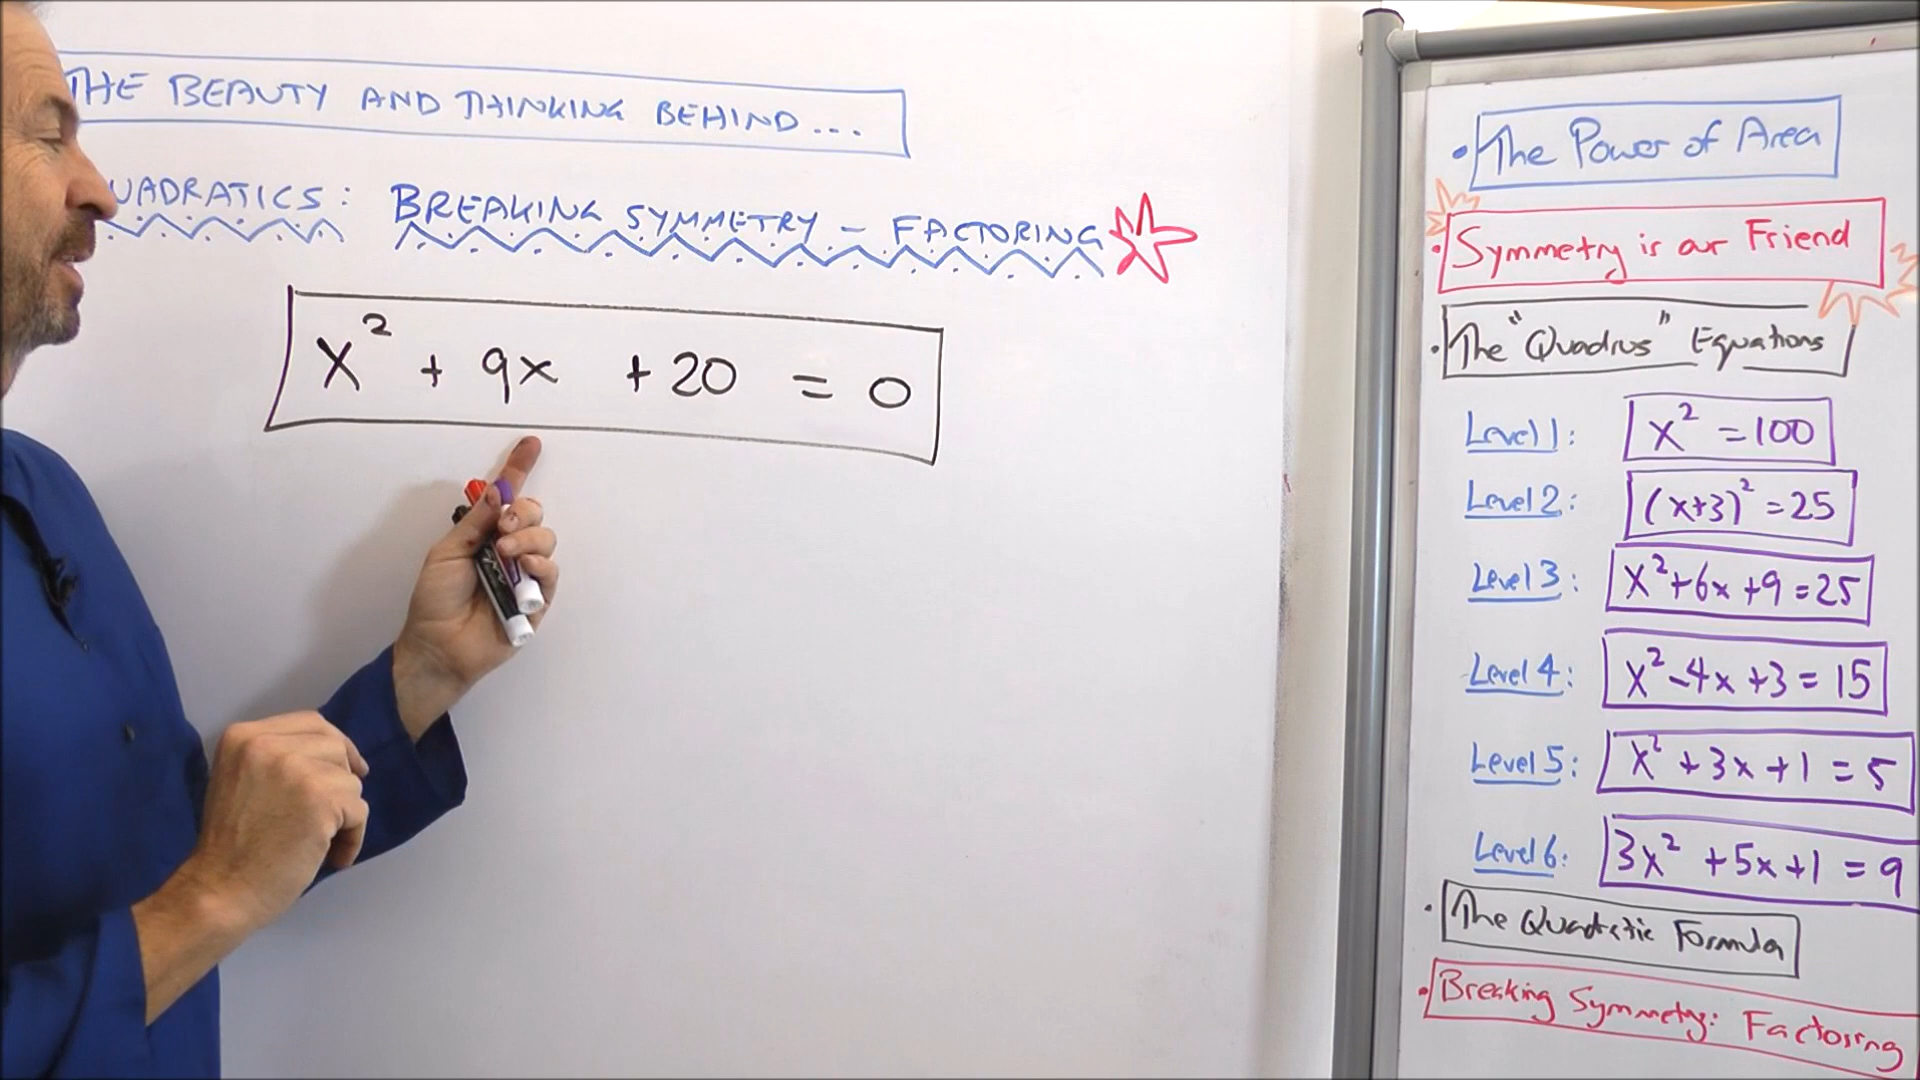 THE BEAUTY AND THINKING BEHIND...
UADRATICS: BREAKING SYMMETRY – FACTORING
x² + 9x + 20 = 0
• The Power of Area
• Symmetry is our Friend
• The "Quadrus" Equations
Level 1: x² = 100
Level 2: (x+3)² = 25
Level 3: x² + 6x + 9 = 25
Level 4: x² - 4x + 3 = 15
Level 5: x² + 3x + 1 = 5
Level 6: 3x² + 5x + 1 = 9
• The Quadratic Formula
• Breaking Symmetry: Factoring